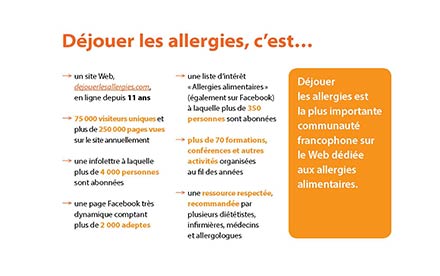 Déjouer les allergies, c'est...
→ un site Web,
dejouerlesallergies.com,
en ligne depuis 11 ans
→ 75 000 visiteurs uniques et
plus de 250 000 pages vues
sur le site annuellement
→ une infolettre à laquelle
plus de 4 000 personnes
sont abonnées
→ une page Facebook très
dynamique comptant
plus de 2 000 adeptes
→ une liste d'intérêt
« Allergies alimentaires »
(également sur Facebook)
à laquelle plus de 350
personnes sont abonnées
→ plus de 70 formations,
conférences et autres
activités organisées
au fil des années
→ une ressource respectée,
recommandée par
plusieurs diététistes,
infirmières, médecins
et allergologues
Déjouer
les allergies est
la plus importante
communauté
francophone sur
le Web dédiée
aux allergies
alimentaires.